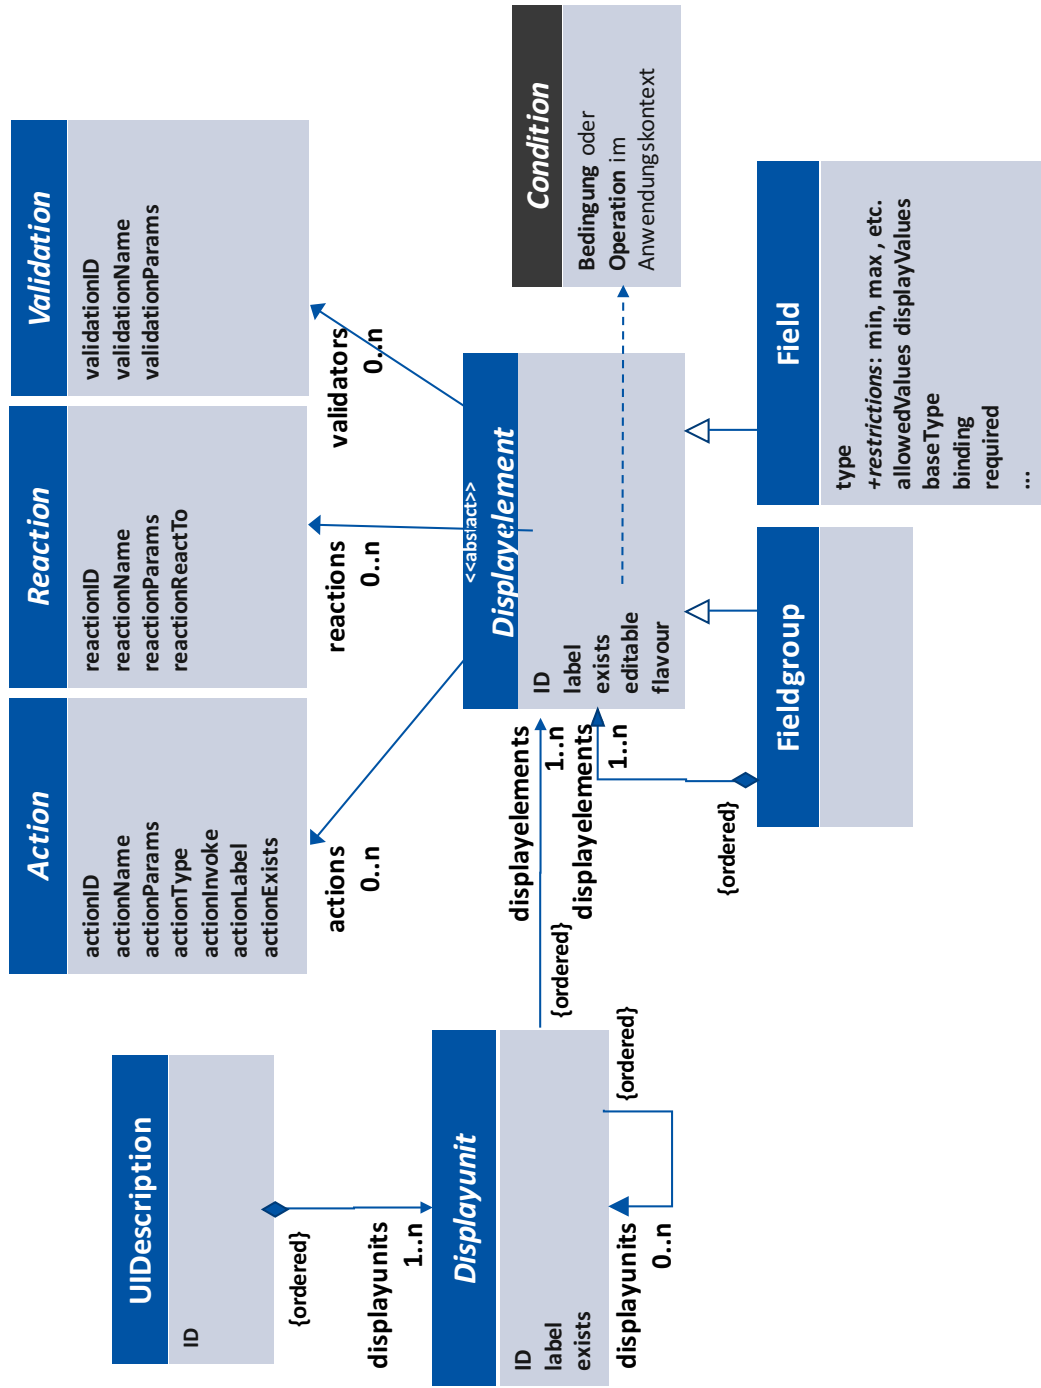 UIDescription
ID
{ordered}
displayunits
1..n
Displayunit
ID
label
exists
{ordered}
displayunits
0..n
{ordered}
displayelements
1..n
Action
actionID
actionName
actionParams
actionType
actionInvoke
actionLabel
actionExists
actions
0..n
Reaction
reactionID
reactionName
reactionParams
reactionReactTo
reactions
0..n
Validation
validationID
validationName
validationParams
validators
0..n
Displayelement
ID
label
exists
editable
flavour
displayelements
1..n
{ordered}
Condition
Bedingung oder
Operation im
Anwendungskontext
Fieldgroup
Field
type
+restrictions: min, max , etc.
allowedValues displayValues
baseType
binding
required
...